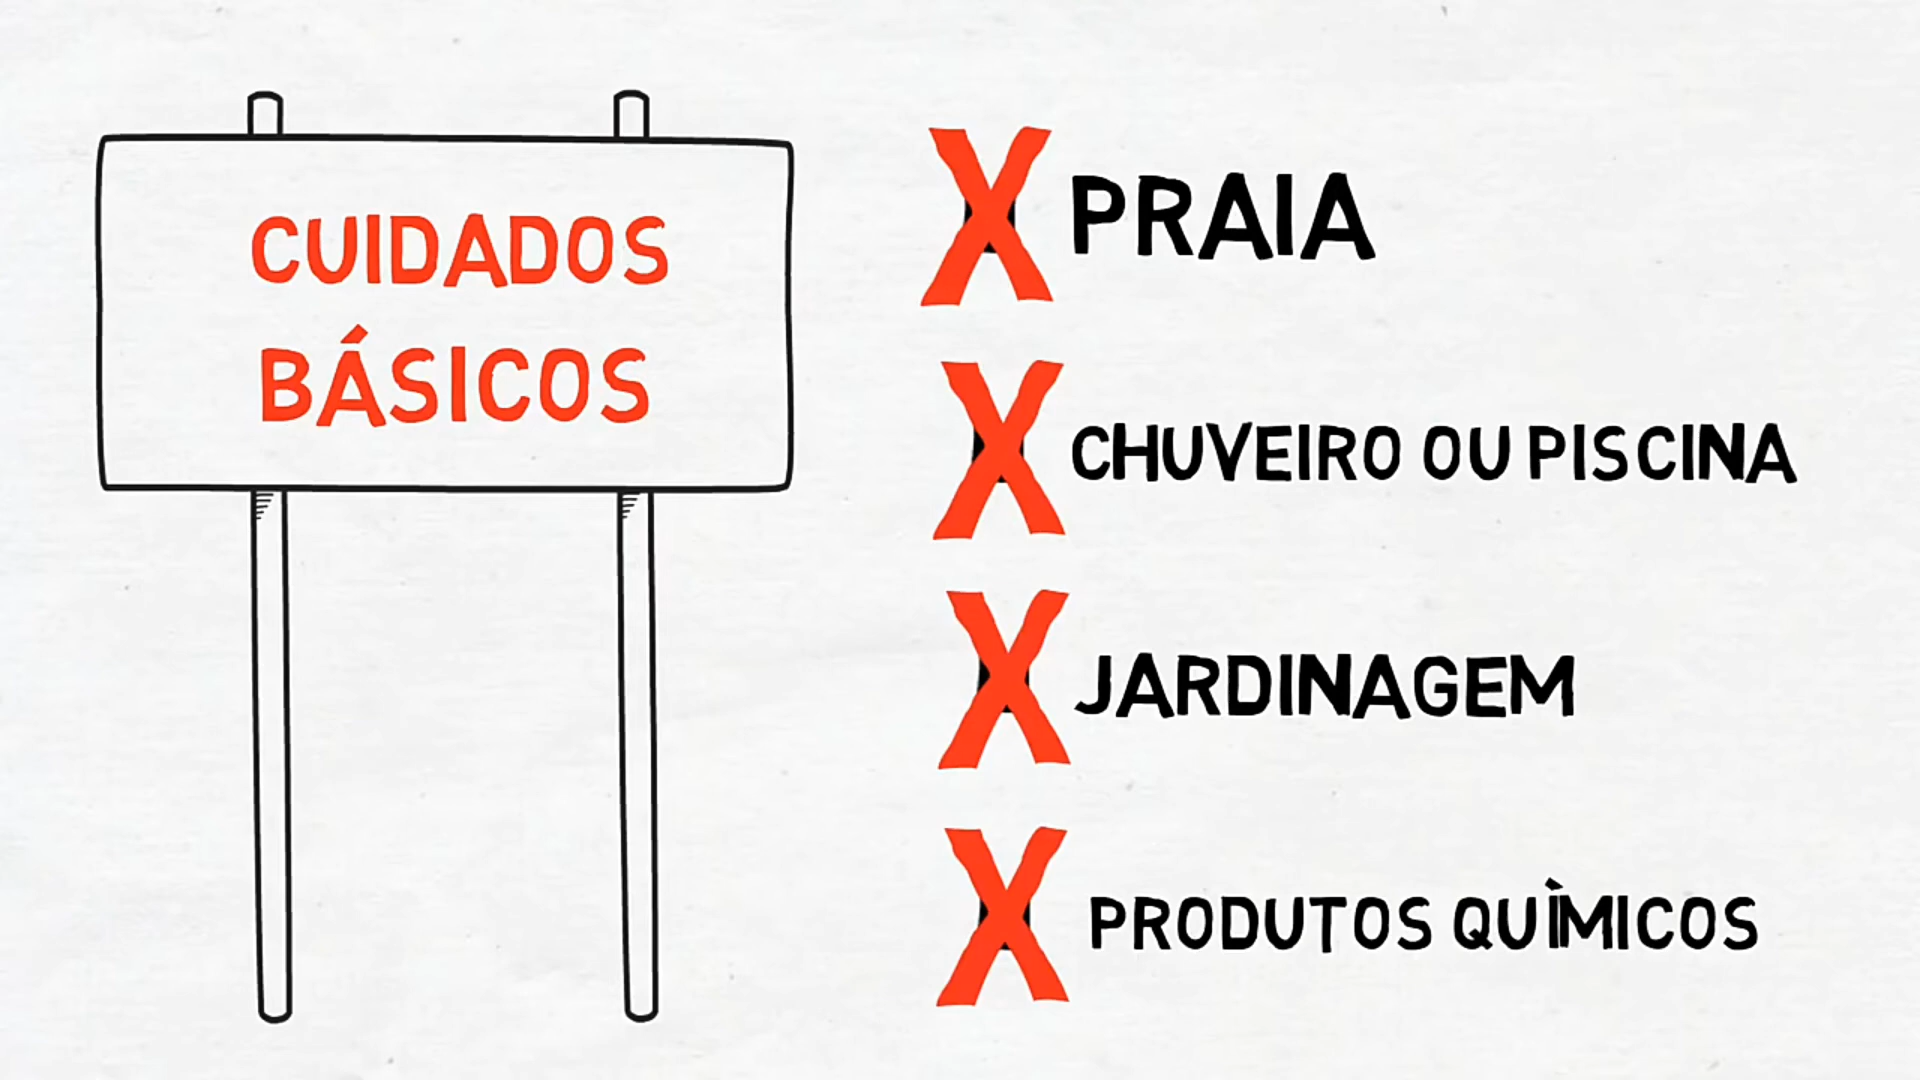 CUIDADOS
BÁSICOS
X PRAIA
X CHUVEIRO OU PISCINA
X JARDINAGEM
X PRODUTOS QUÌMICOS